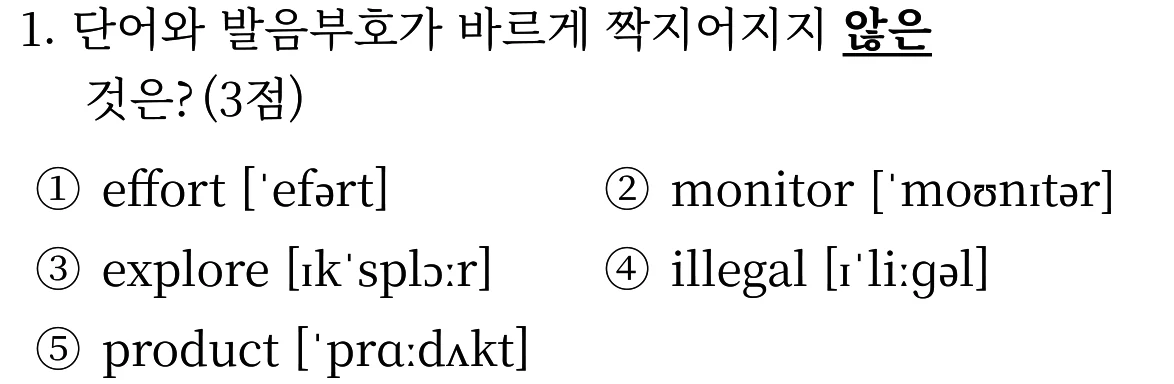 1. 단어와 발음부호가 바르게 짝지어지지 않은
것은?(3점)
① effort [ˈefərt] ② monitor [ˈmoʊnɪtər]
③ explore [ɪkˈsplɔːr] ④ illegal [ɪˈliːgəl]
⑤ product [ˈprɑːdʌkt]